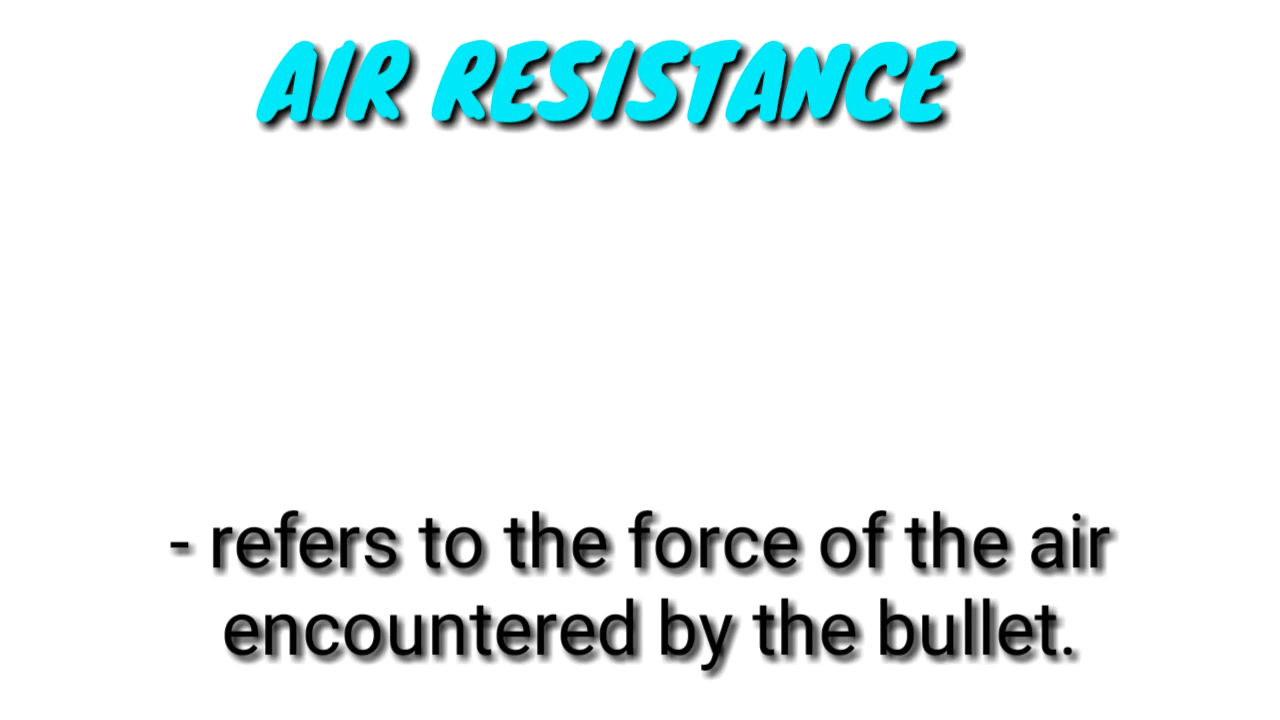 AIR RESISTANCE
- refers to the force of the air
encountered by the bullet.